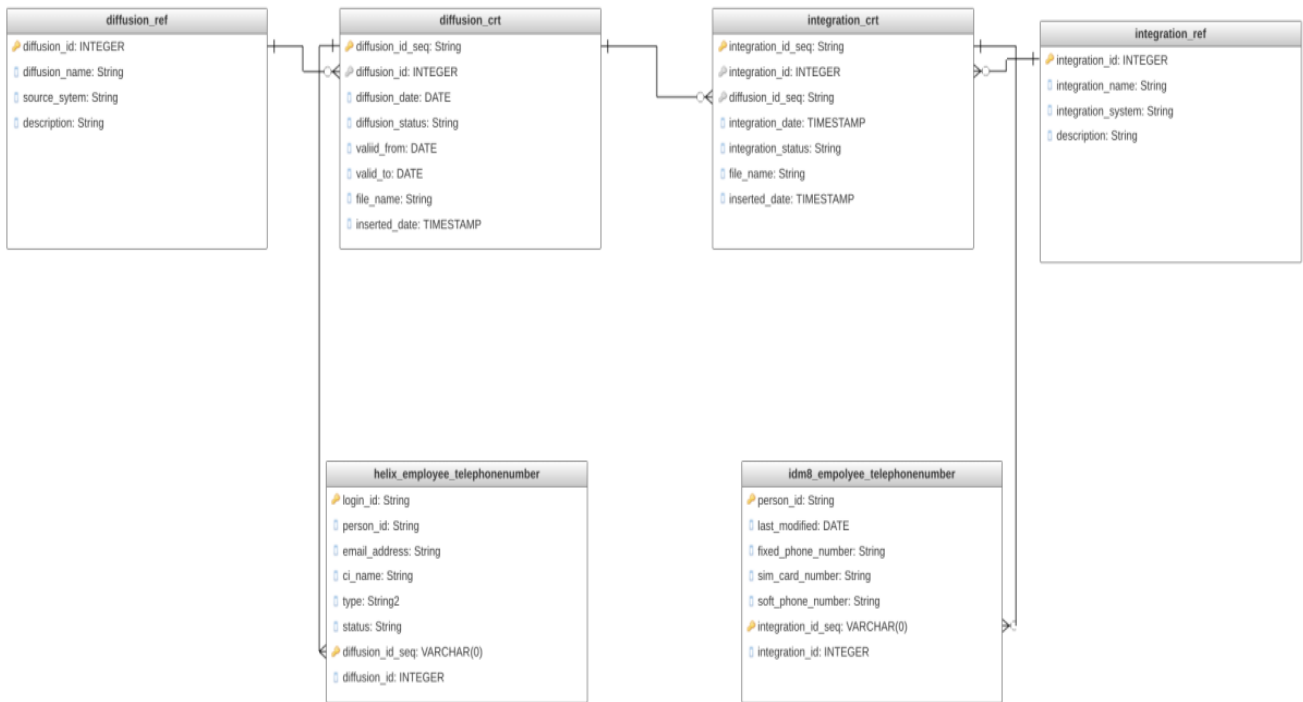 diffusion_ref
diffusion_id: INTEGER
diffusion_name: String
source_sytem: String
description: String
diffusion_crt
diffusion_id_seq: String
diffusion_id: INTEGER
diffusion_date: DATE
diffusion_status: String
valiid_from: DATE
valid_to: DATE
file_name: String
inserted_date: TIMESTAMP
integration_crt
integration_id_seq: String
integration_id: INTEGER
diffusion_id_seq: String
integration_date: TIMESTAMP
integration_status: String
file_name: String
inserted_date: TIMESTAMP
integration_ref
integration_id: INTEGER
integration_name: String
integration_system: String
description: String
helix_employee_telephonenumber
login_id: String
person_id: String
email_address: String
ci_name: String
type: String2
status: String
diffusion_id_seq: VARCHAR(0)
diffusion_id: INTEGER
idm8_empolyee_telephonenumber
person_id: String
last_modified: DATE
fixed_phone_number: String
sim_card_number: String
soft_phone_number: String
integration_id_seq: VARCHAR(0)
integration_id: INTEGER